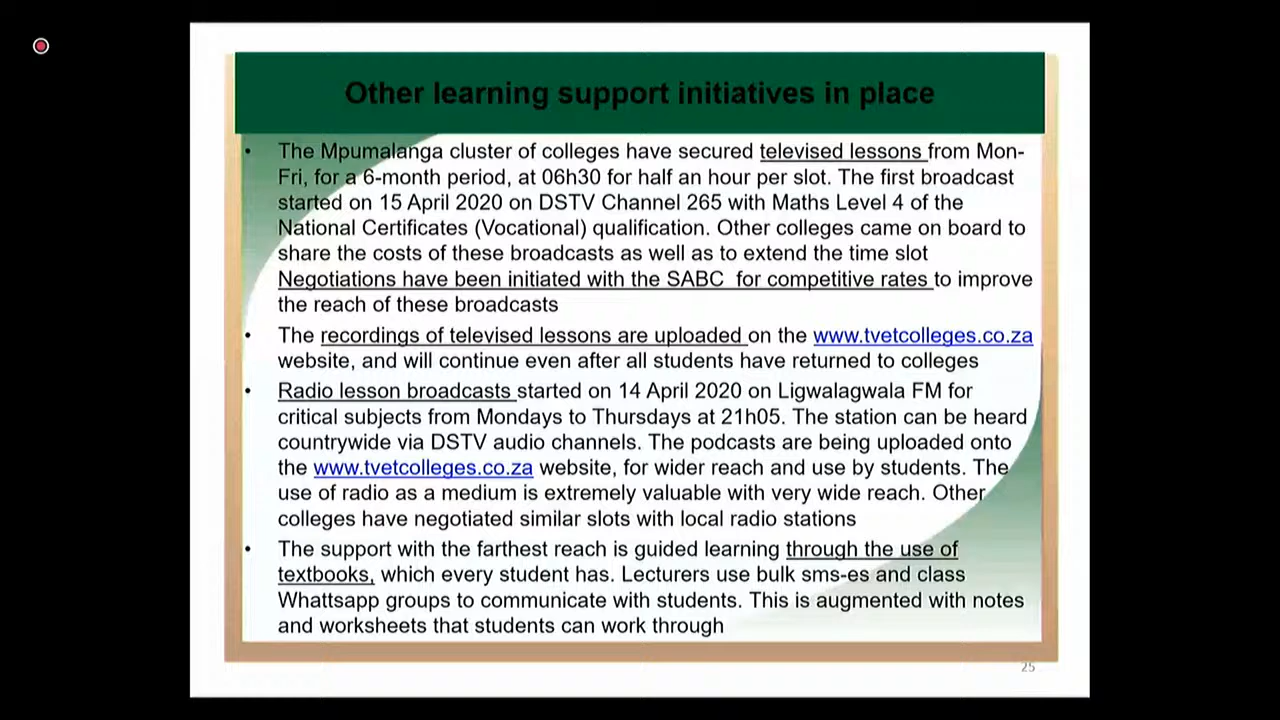 Other learning support initiatives in place
• The Mpumalanga cluster of colleges have secured televised lessons from Mon-
Fri, for a 6-month period, at 06h30 for half an hour per slot. The first broadcast
started on 15 April 2020 on DSTV Channel 265 with Maths Level 4 of the
National Certificates (Vocational) qualification. Other colleges came on board to
share the costs of these broadcasts as well as to extend the time slot
Negotiations have been initiated with the SABC for competitive rates to improve
the reach of these broadcasts
• The recordings of televised lessons are uploaded on the www.tvetcolleges.co.za
website, and will continue even after all students have returned to colleges
• Radio lesson broadcasts started on 14 April 2020 on Ligwalagwala FM for
critical subjects from Mondays to Thursdays at 21h05. The station can be heard
countrywide via DSTV audio channels. The podcasts are being uploaded onto
the www.tvetcolleges.co.za website, for wider reach and use by students. The
use of radio as a medium is extremely valuable with very wide reach. Other
colleges have negotiated similar slots with local radio stations
• The support with the farthest reach is guided learning through the use of
textbooks, which every student has. Lecturers use bulk sms-es and class
Whattsapp groups to communicate with students. This is augmented with notes
and worksheets that students can work through
25